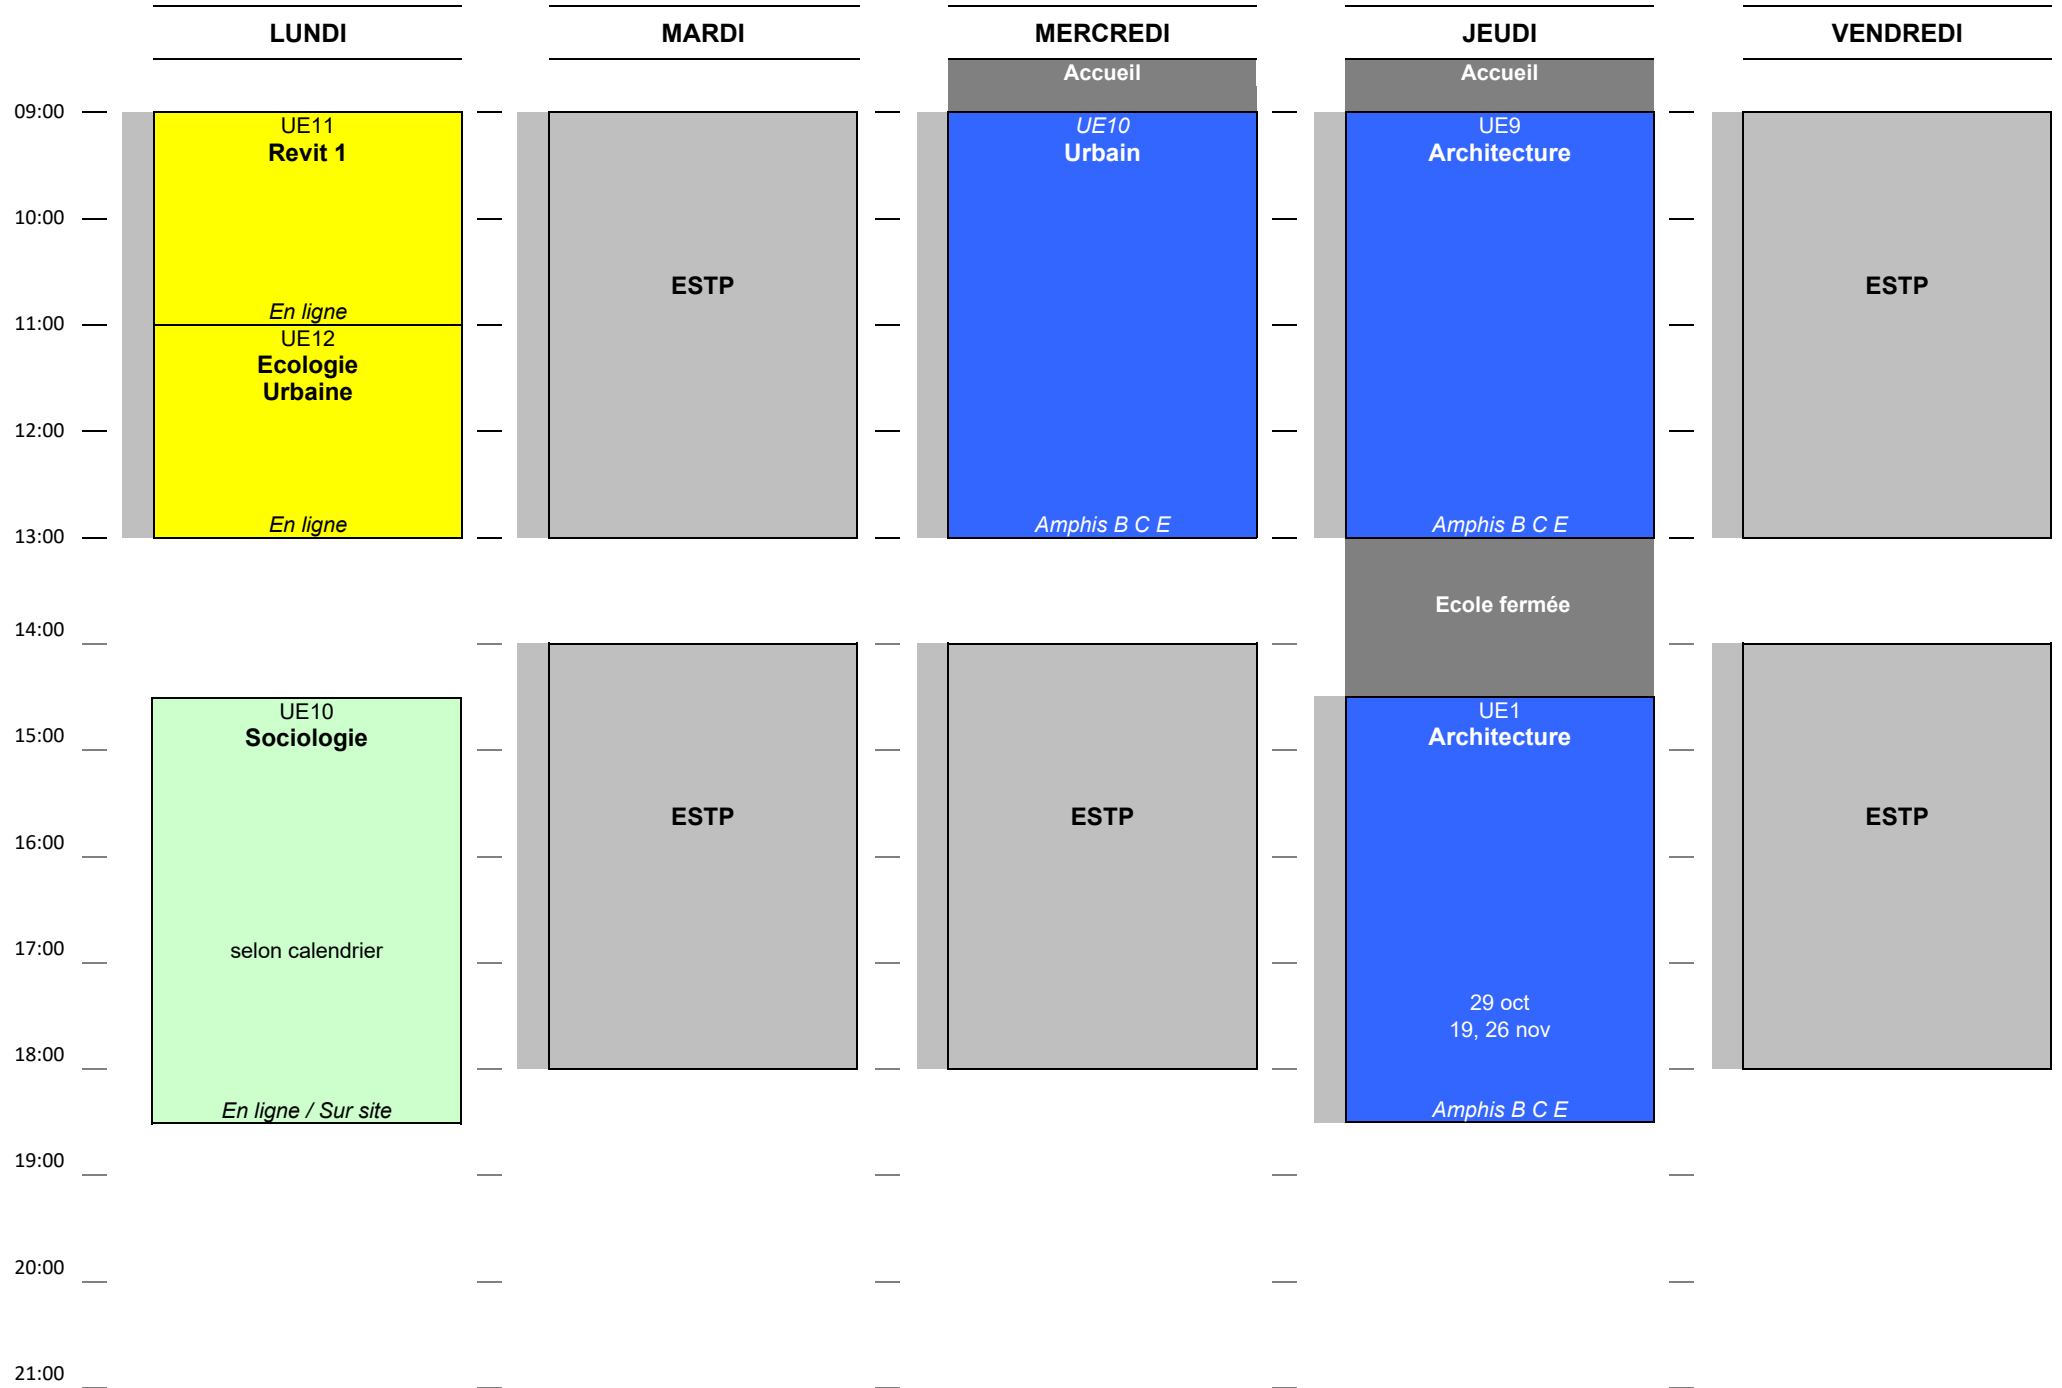 LUNDI
MARDI
MERCREDI
JEUDI
VENDREDI
Accueil
Accueil
09:00
UE11
Revit 1
UE10
Urbain
UE9
Architecture
10:00
ESTP
ESTP
En ligne
11:00
UE12
Ecologie
Urbaine
12:00
En ligne
Amphis B C E
Amphis B C E
13:00
Ecole fermée
14:00
UE10
Sociologie
UE1
Architecture
15:00
ESTP
ESTP
ESTP
16:00
17:00
selon calendrier
29 oct
19, 26 nov
18:00
En ligne / Sur site
Amphis B C E
19:00
20:00
21:00